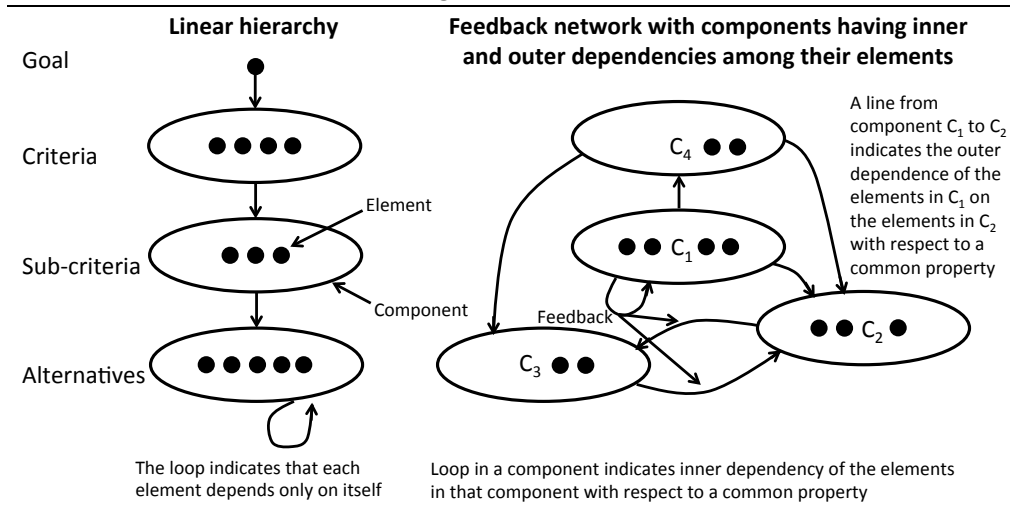 Linear hierarchy
Goal
Criteria
Element
Sub-criteria
Component
Alternatives
The loop indicates that each
element depends only on itself
Feedback network with components having inner
and outer dependencies among their elements
A line from
component C₁ to C₂
indicates the outer
dependence of the
elements in C₁ on
the elements in C₂
with respect to a
common property
C₄
C₁
Feedback
C₂
C₃
Loop in a component indicates inner dependency of the elements
in that component with respect to a common property